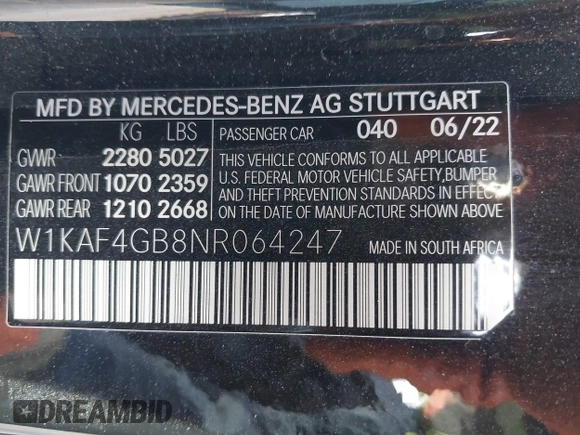 MFD BY MERCEDES-BENZ AG STUTTGART
KG LBS
PASSENGER CAR 040 06/22
GVWR 2280 5027
GAWR FRONT 1070 2359
GAWR REAR 1210 2668
THIS VEHICLE CONFORMS TO ALL APPLICABLE
U.S. FEDERAL MOTOR VEHICLE SAFETY,BUMPER
AND THEFT PREVENTION STANDARDS IN EFFECT
ON THE DATE OF MANUFACTURE SHOWN ABOVE
W1KAF4GB8NR064247
MADE IN SOUTH AFRICA
DREAMBID